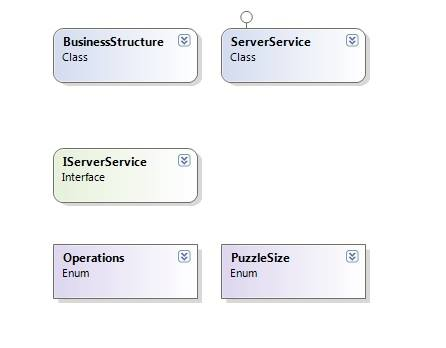 BusinessStructure
Class
ServerService
Class
IServerService
Interface
Operations
Enum
PuzzleSize
Enum